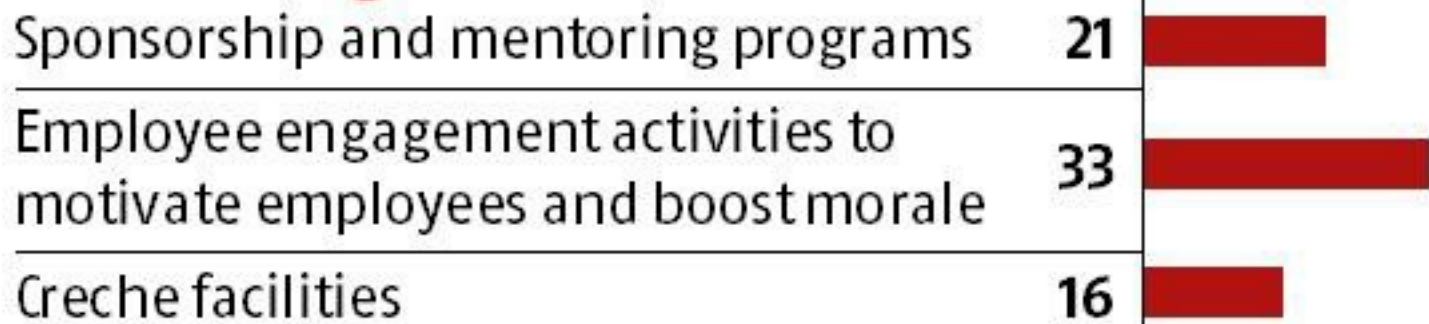 Sponsorship and mentoring programs 21
Employee engagement activities to
motivate employees and boost morale 33
Creche facilities 16